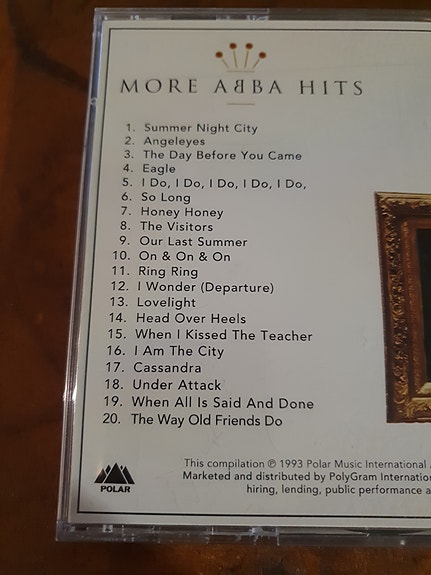 MORE ABBA HITS
1. Summer Night City
2. Angeleyes
3. The Day Before You Came
4. Eagle
5. I Do, I Do, I Do, I Do, I Do,
6. So Long
7. Honey Honey
8. The Visitors
9. Our Last Summer
10. On & On & On
11. Ring Ring
12. I Wonder (Departure)
13. Lovelight
14. Head Over Heels
15. When I Kissed The Teacher
16. I Am The City
17. Cassandra
18. Under Attack
19. When All Is Said And Done
20. The Way Old Friends Do
This compilation ℗ 1993 Polar Music International
Marketed and distributed by PolyGram
hiring, lending, public performance
POLAR